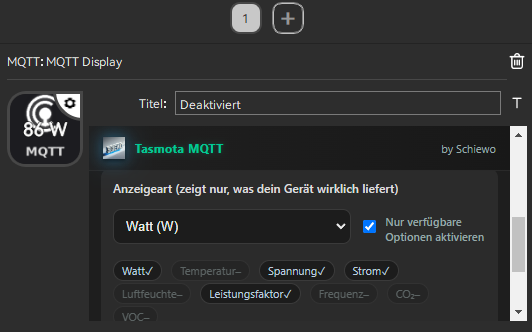 1
+
MQTT: MQTT Display
86-W
MQTT
Titel:
Deaktiviert
T
Tasmota MQTT
by Schiewo
Anzeigeart (zeigt nur, was dein Gerät wirklich liefert)
Watt (W)
Nur verfügbare
Optionen aktivieren
Watt✓ Temperatur– Spannung✓ Strom✓
Luftfeuchte– Leistungsfaktor✓ Frequenz– CO₂–
VOC–